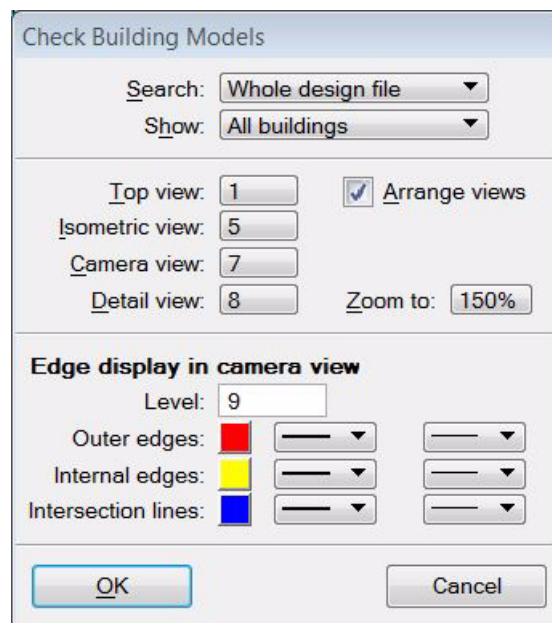 Check Building Models
Search: Whole design file
Show: All buildings
Top view: 1 Arrange views
Isometric view: 5
Camera view: 7
Detail view: 8 Zoom to: 150%
Edge display in camera view
Level: 9
Outer edges:
Internal edges:
Intersection lines:
OK Cancel